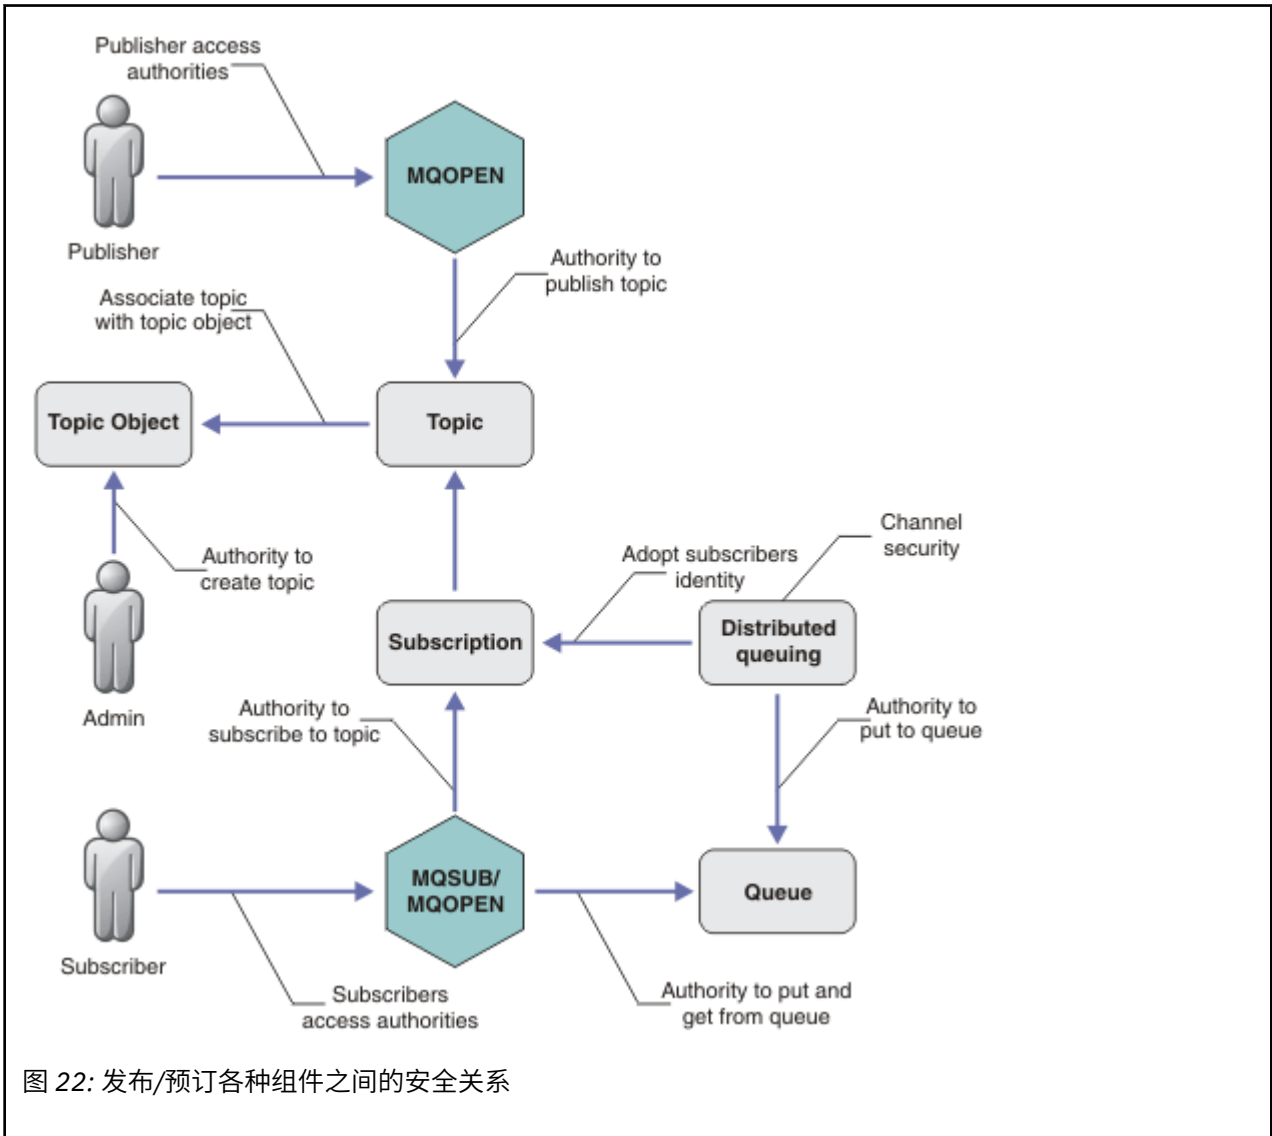 Publisher access
authorities
MQOPEN
Publisher
Authority to
publish topic
Associate topic
with topic object
Topic Object
Topic
Channel
security
Authority to
create topic
Adopt subscribers
identity
Subscription
Distributed
queuing
Admin
Authority to
subscribe to topic
Authority to
put to queue
MQSUB/
MQOPEN
Queue
Subscriber
Subscribers
access authorities
Authority to put and
get from queue
图 22: 发布/预订各种组件之间的安全关系